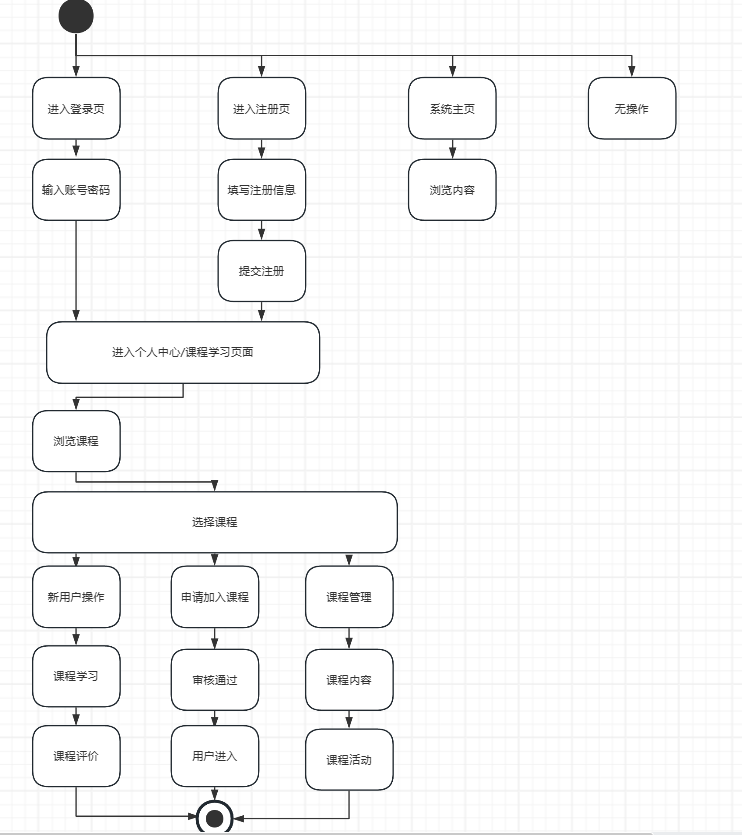 进入登录页
进入注册页
系统主页
无操作
输入账号密码
填写注册信息
浏览内容
提交注册
进入个人中心/课程学习页面
浏览课程
选择课程
新用户操作
申请加入课程
课程管理
课程学习
审核通过
课程内容
课程评价
用户进入
课程活动